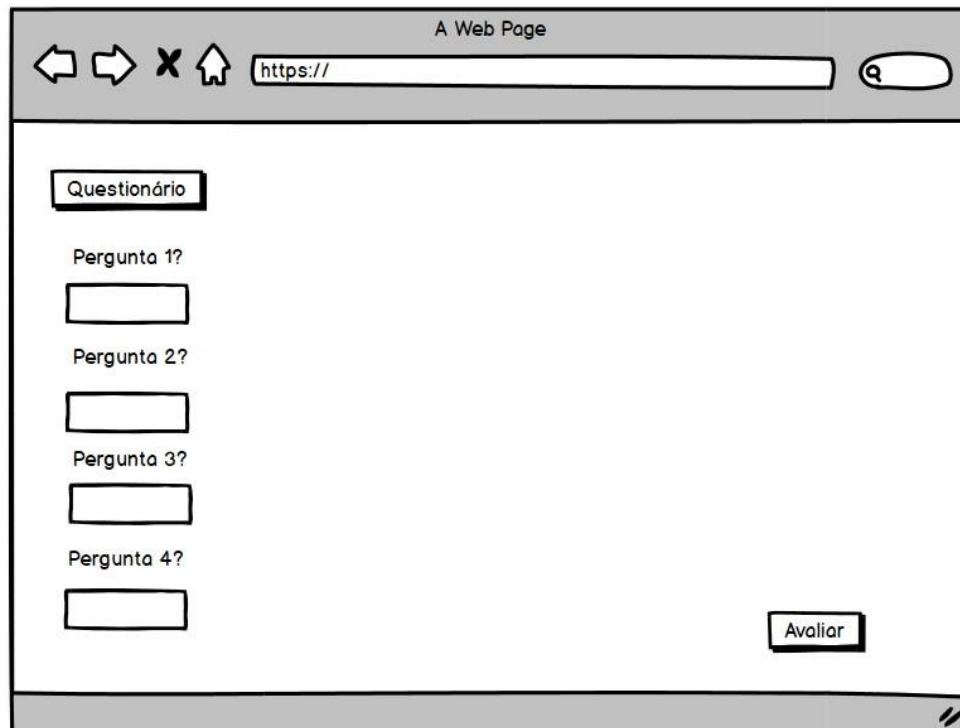 A Web Page
https://
Questionário
Pergunta 1?
Pergunta 2?
Pergunta 3?
Pergunta 4?
Avaliar